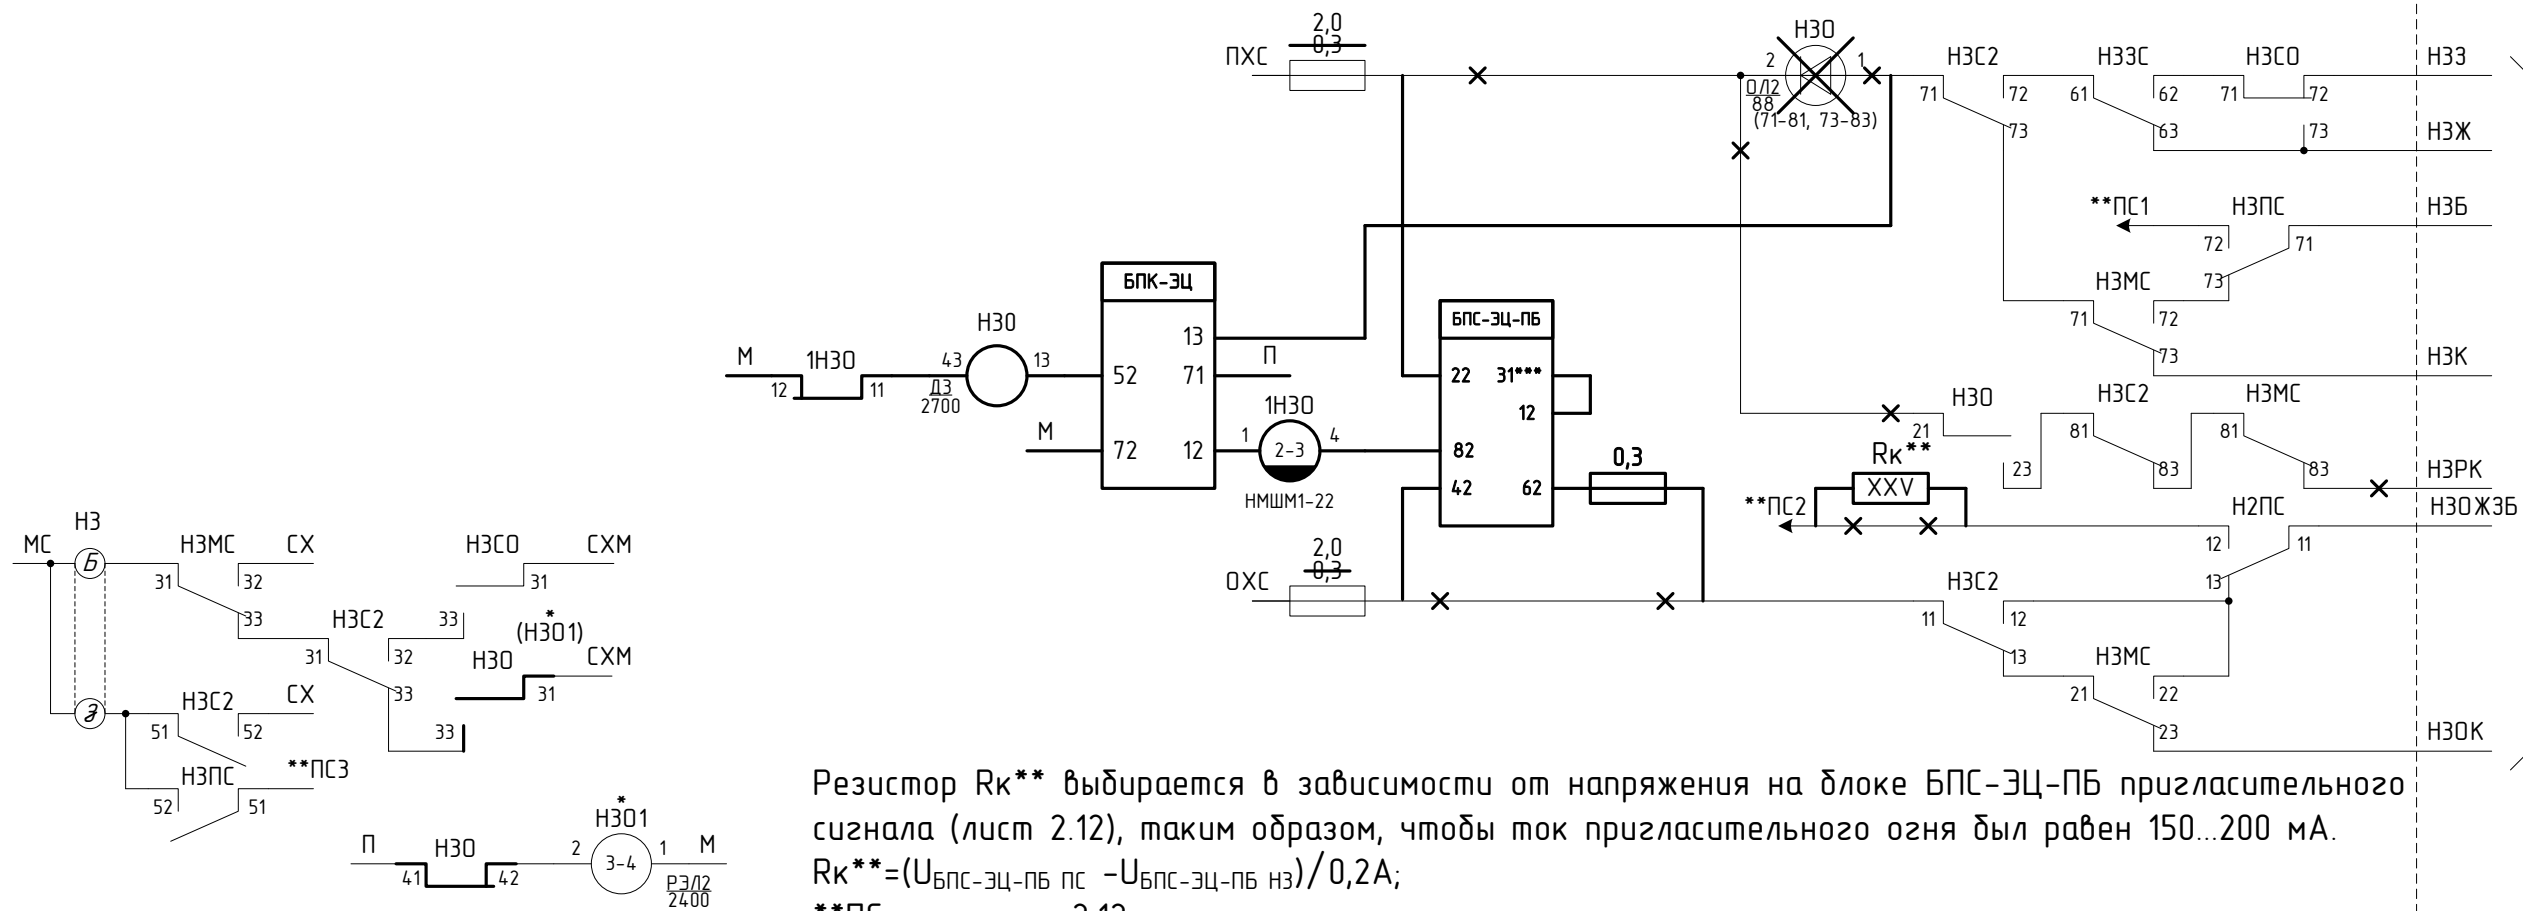 2,0
0,3
ПХС
НЗО
2
1
ОЛ2
88
(71-81, 73-83)
НЗС2
НЗЗС
НЗСО
НЗЗ
71
72
73
61
62
63
71
72
73
НЗЖ
**ПС1
НЗПС
НЗБ
72
71
73
НЗМС
71
72
73
НЗК
БПК-ЭЦ
13
52
71
72
12
М
1НЗО
12
11
НЗО
43
13
Д3
2700
М
П
1НЗО
1
4
2-3
НМШМ1-22
БПС-ЭЦ-ПБ
22
31***
12
82
42
62
0,3
НЗО
21
23
НЗС2
81
83
НЗМС
81
83
НЗРК
Rк**
XXV
**ПС2
Н2ПС
НЗОЖЗБ
12
11
13
2,0
0,3
ОХС
НЗС2
11
12
13
НЗМС
21
22
23
НЗОК
НЗ
МС
Б
З
НЗМС
СХ
31
32
33
НЗСО
СХМ
31
33
НЗС2
31
32
33
*
(НЗО1)
НЗО
СХМ
31
33
НЗС2
СХ
51
52
НЗПС
**ПС3
52
51
П
НЗО
41
42
*
НЗО1
2
1
3-4
М
РЭЛ2
2400
Резистор Rк** выбирается в зависимости от напряжения на блоке БПС-ЭЦ-ПБ пригласительного
сигнала (лист 2.12), таким образом, чтобы ток пригласительного огня был равен 150...200 мА.
Rк**=(UБПС-ЭЦ-ПБ ПС -UБПС-ЭЦ-ПБ НЗ)/0,2А;